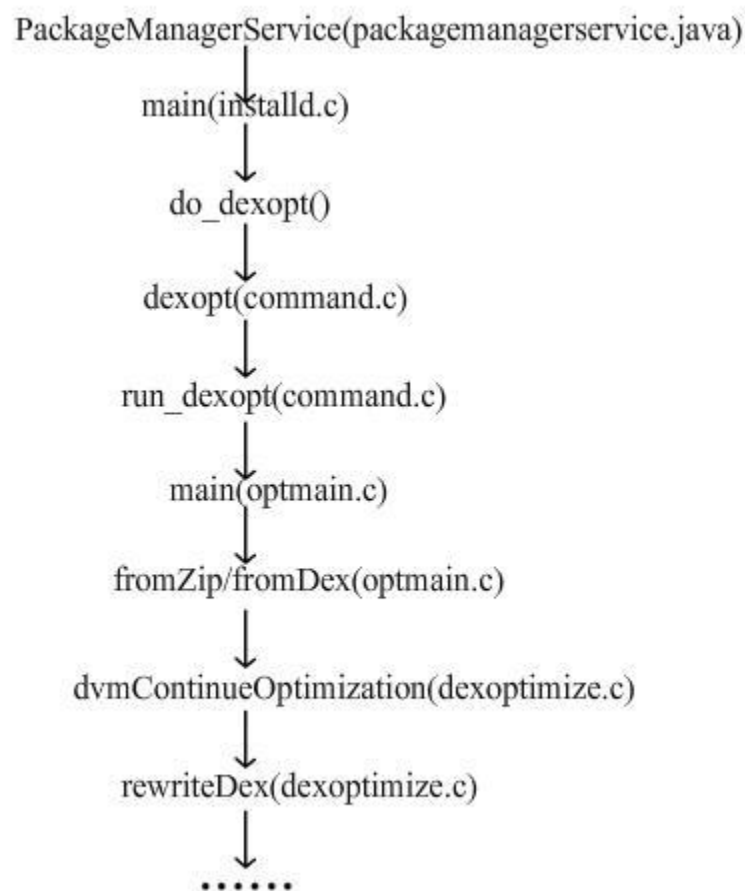 PackageManagerService(packagemanagerservice.java)
main(installd.c)
do_dexopt()
dexopt(command.c)
run_dexopt(command.c)
main(optmain.c)
fromZip/fromDex(optmain.c)
dvmContinueOptimization(dexoptimize.c)
rewriteDex(dexoptimize.c)
......